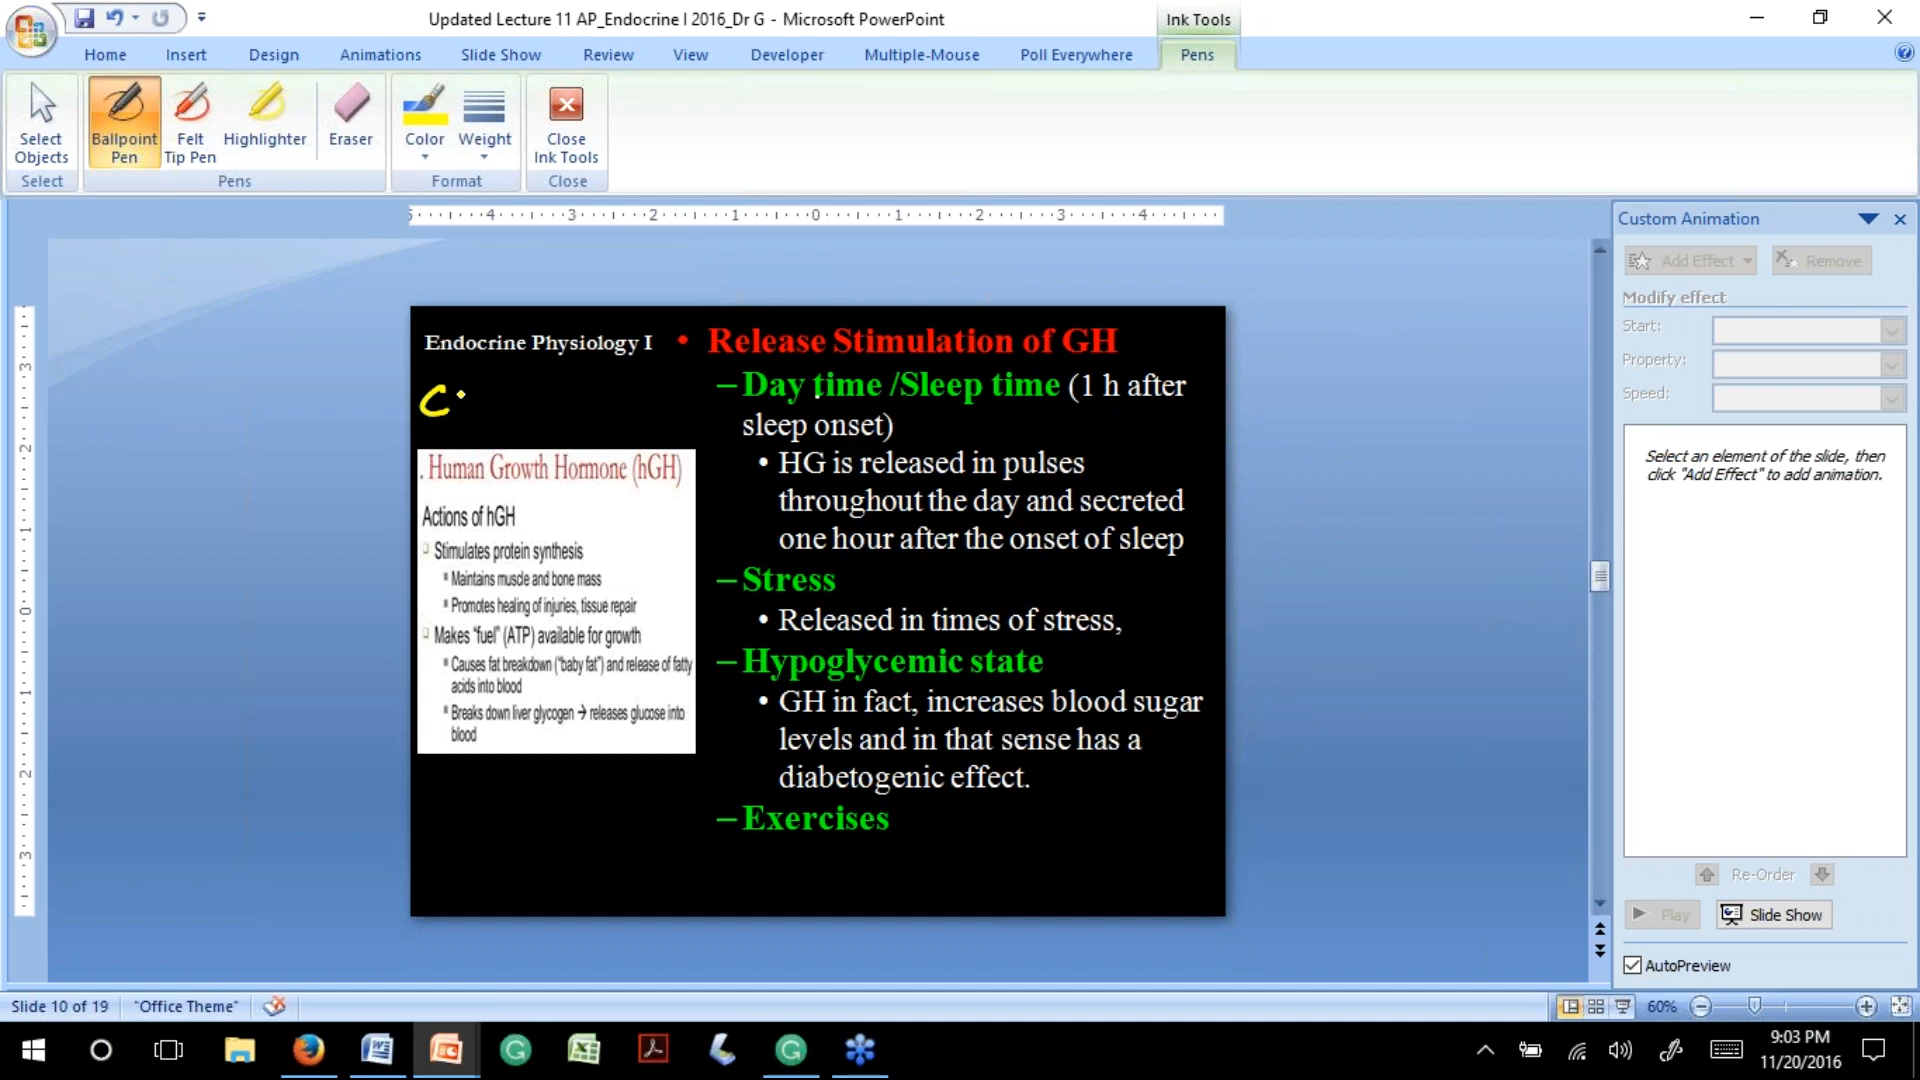 Updated Lecture 11 AP_Endocrine I 2016_Dr G - Microsoft PowerPoint
Ink Tools
Home Insert Design Animations Slide Show Review View Developer Multiple-Mouse Poll Everywhere Pens
Select Objects
Ballpoint Pen
Felt Tip Pen
Highlighter
Eraser
Color
Weight
Close Ink Tools
Select Pens Format Close
Endocrine Physiology I
C
. Human Growth Hormone (hGH)
Actions of hGH
Stimulates protein synthesis
Maintains muscle and bone mass
Promotes healing of injuries, tissue repair
Makes "fuel" (ATP) available for growth
Causes fat breakdown ("baby fat") and release of fatty
acids into blood
Breaks down liver glycogen → releases glucose into
blood
• Release Stimulation of GH
– Day time /Sleep time (1 h after
sleep onset)
• HG is released in pulses
throughout the day and secreted
one hour after the onset of sleep
– Stress
• Released in times of stress,
– Hypoglycemic state
• GH in fact, increases blood sugar
levels and in that sense has a
diabetogenic effect.
– Exercises
Custom Animation
Add Effect Remove
Modify effect
Start:
Property:
Speed:
Select an element of the slide, then
click "Add Effect" to add animation.
Re-Order
Play Slide Show
AutoPreview
Slide 10 of 19 "Office Theme" 60%
9:03 PM
11/20/2016